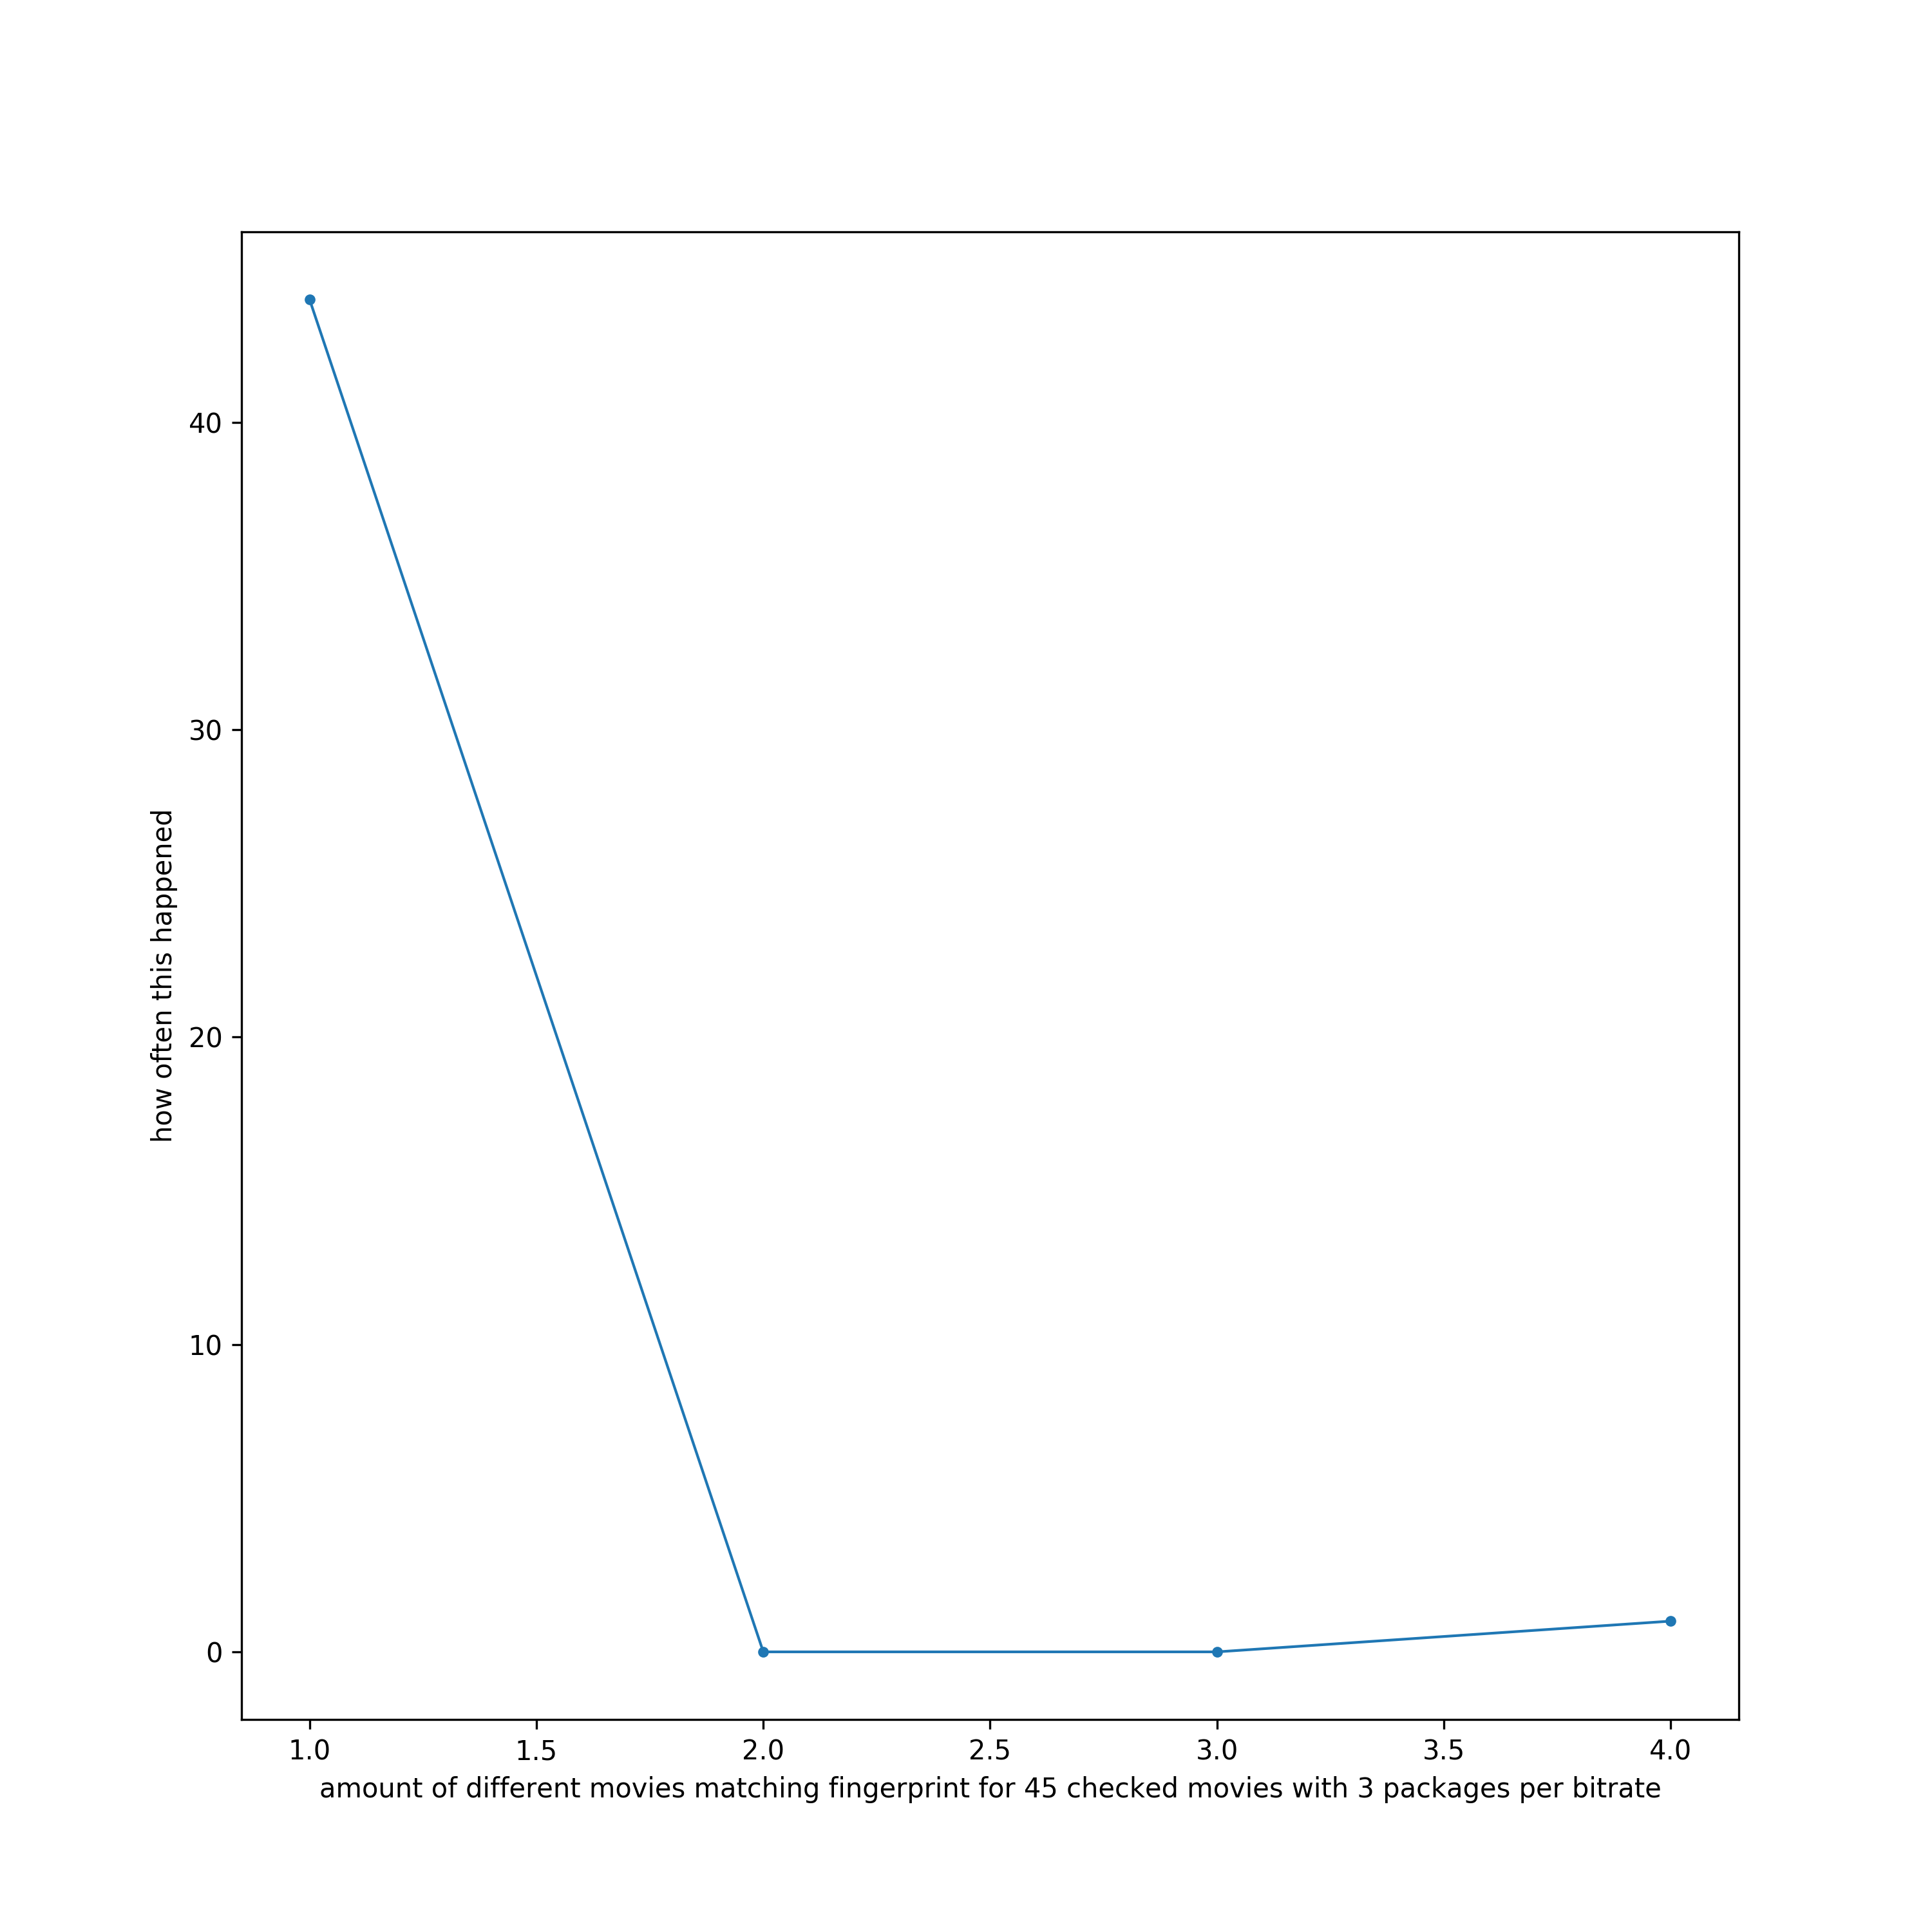 how often this happened
40
30
20
10
0
1.0 1.5 2.0 2.5 3.0 3.5 4.0
amount of different movies matching fingerprint for 45 checked movies with 3 packages per bitrate